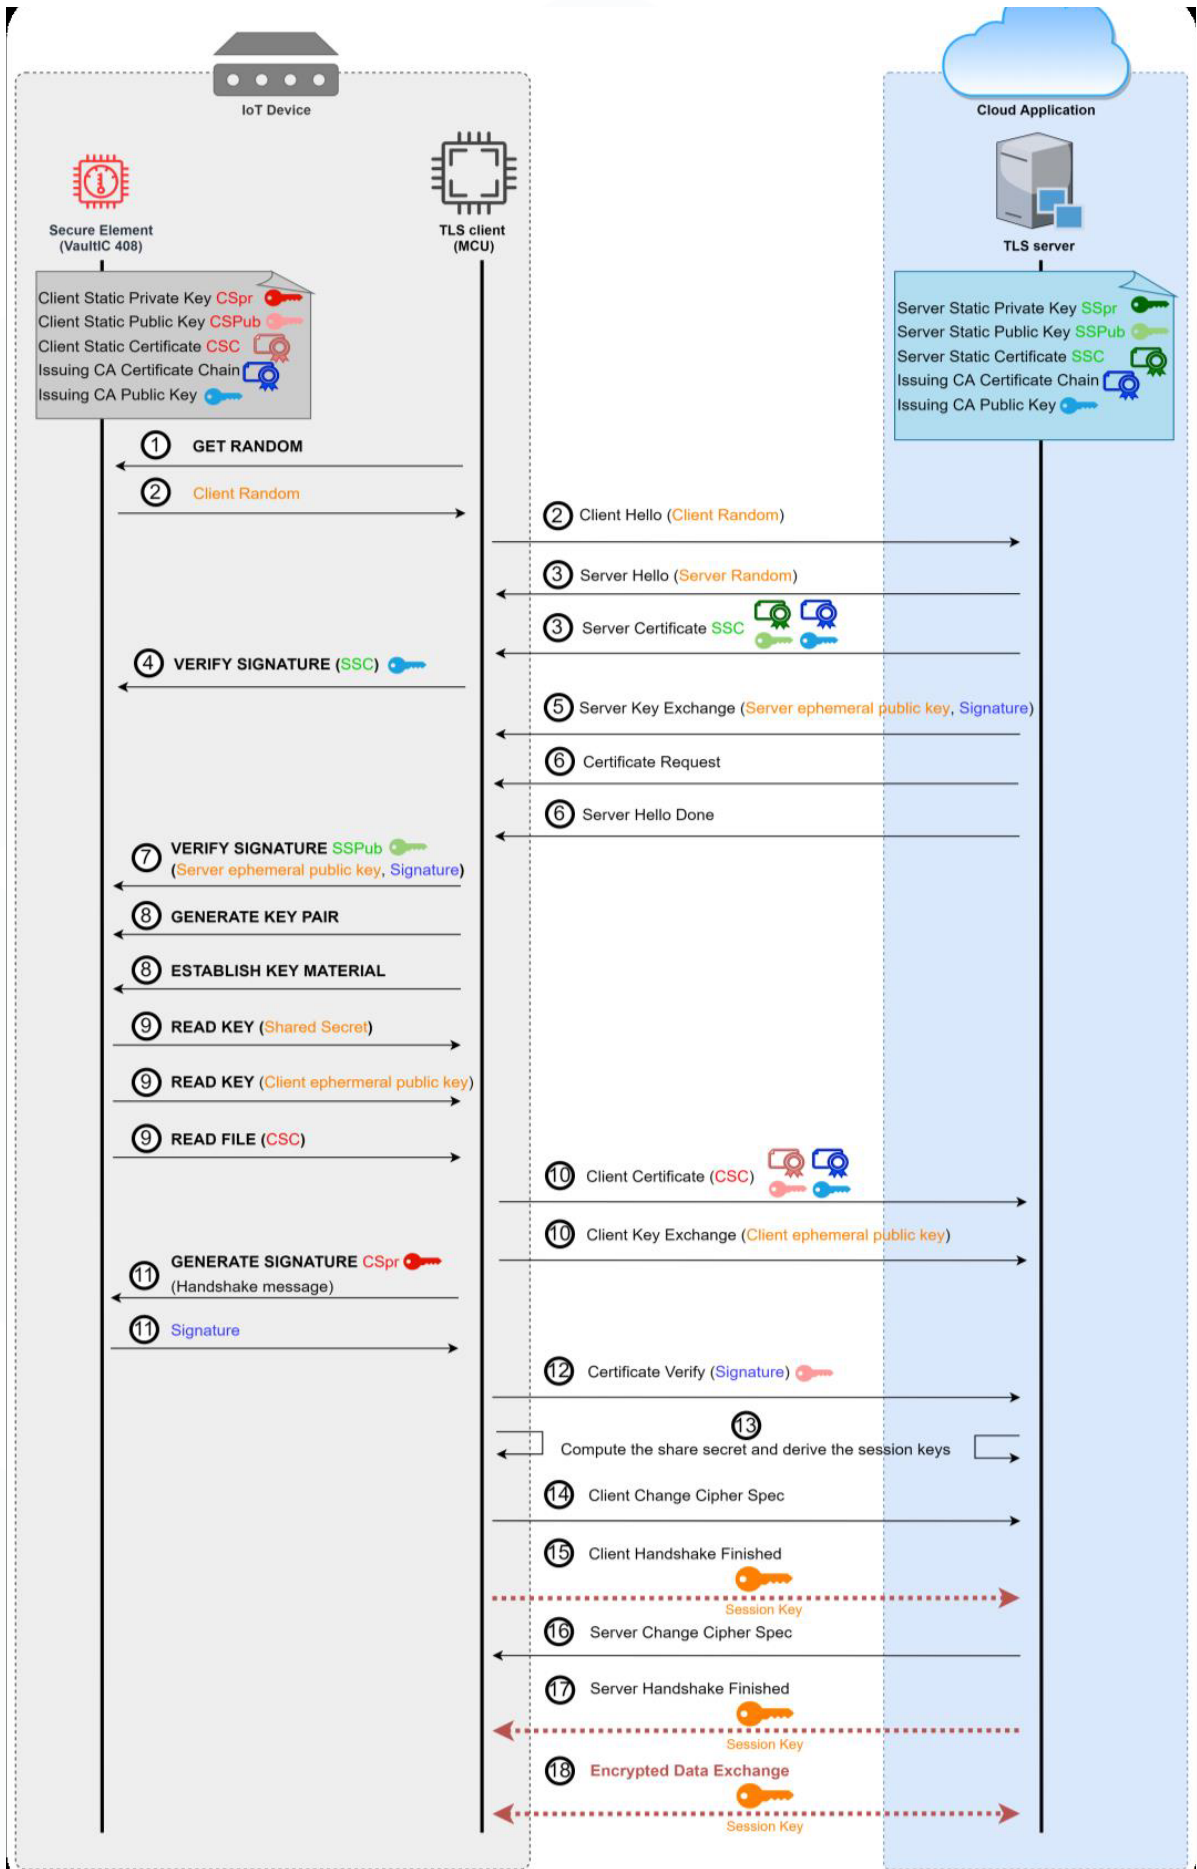 IoT Device
Cloud Application
Secure Element
(VaultIC 408)
TLS client
(MCU)
TLS server
Client Static Private Key CSpr
Client Static Public Key CSPub
Client Static Certificate CSC
Issuing CA Certificate Chain
Issuing CA Public Key
Server Static Private Key SSpr
Server Static Public Key SSPub
Server Static Certificate SSC
Issuing CA Certificate Chain
Issuing CA Public Key
1 GET RANDOM
2 Client Random
2 Client Hello (Client Random)
3 Server Hello (Server Random)
3 Server Certificate SSC
4 VERIFY SIGNATURE (SSC)
5 Server Key Exchange (Server ephemeral public key, Signature)
6 Certificate Request
6 Server Hello Done
7 VERIFY SIGNATURE SSPub
(Server ephemeral public key, Signature)
8 GENERATE KEY PAIR
8 ESTABLISH KEY MATERIAL
9 READ KEY (Shared Secret)
9 READ KEY (Client ephermeral public key)
9 READ FILE (CSC)
10 Client Certificate (CSC)
10 Client Key Exchange (Client ephemeral public key)
11 GENERATE SIGNATURE CSpr
(Handshake message)
11 Signature
12 Certificate Verify (Signature)
13
Compute the share secret and derive the session keys
14 Client Change Cipher Spec
15 Client Handshake Finished
Session Key
16 Server Change Cipher Spec
17 Server Handshake Finished
Session Key
18 Encrypted Data Exchange
Session Key